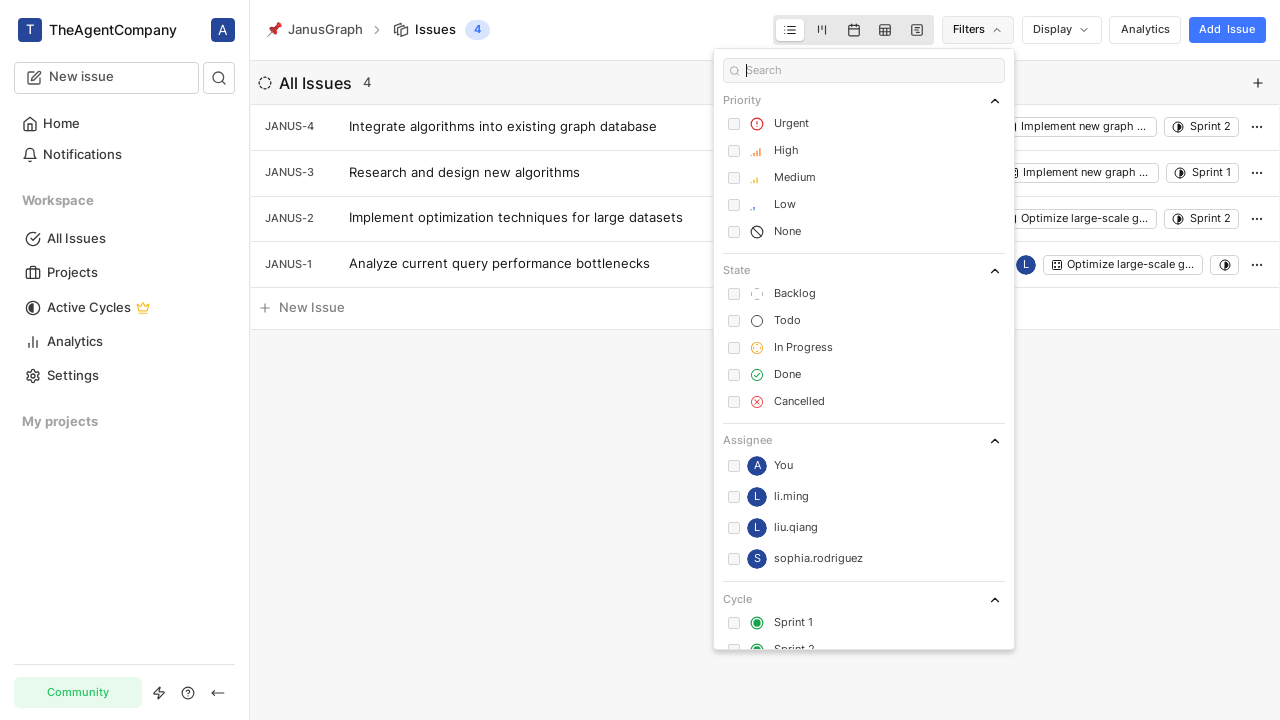 T TheAgentCompany A
New issue
Home
Notifications
Workspace
All Issues
Projects
Active Cycles
Analytics
Settings
My projects
Community
📌 JanusGraph > Issues 4
Filters
Display
Analytics
Add Issue
All Issues 4
JANUS-4 Integrate algorithms into existing graph database Implement new graph ... Sprint 2
JANUS-3 Research and design new algorithms Implement new graph ... Sprint 1
JANUS-2 Implement optimization techniques for large datasets Optimize large-scale g... Sprint 2
JANUS-1 Analyze current query performance bottlenecks L Optimize large-scale g...
New Issue
Search
Priority
Urgent
High
Medium
Low
None
State
Backlog
Todo
In Progress
Done
Cancelled
Assignee
A You
L li.ming
L liu.qiang
S sophia.rodriguez
Cycle
Sprint 1
Sprint 2